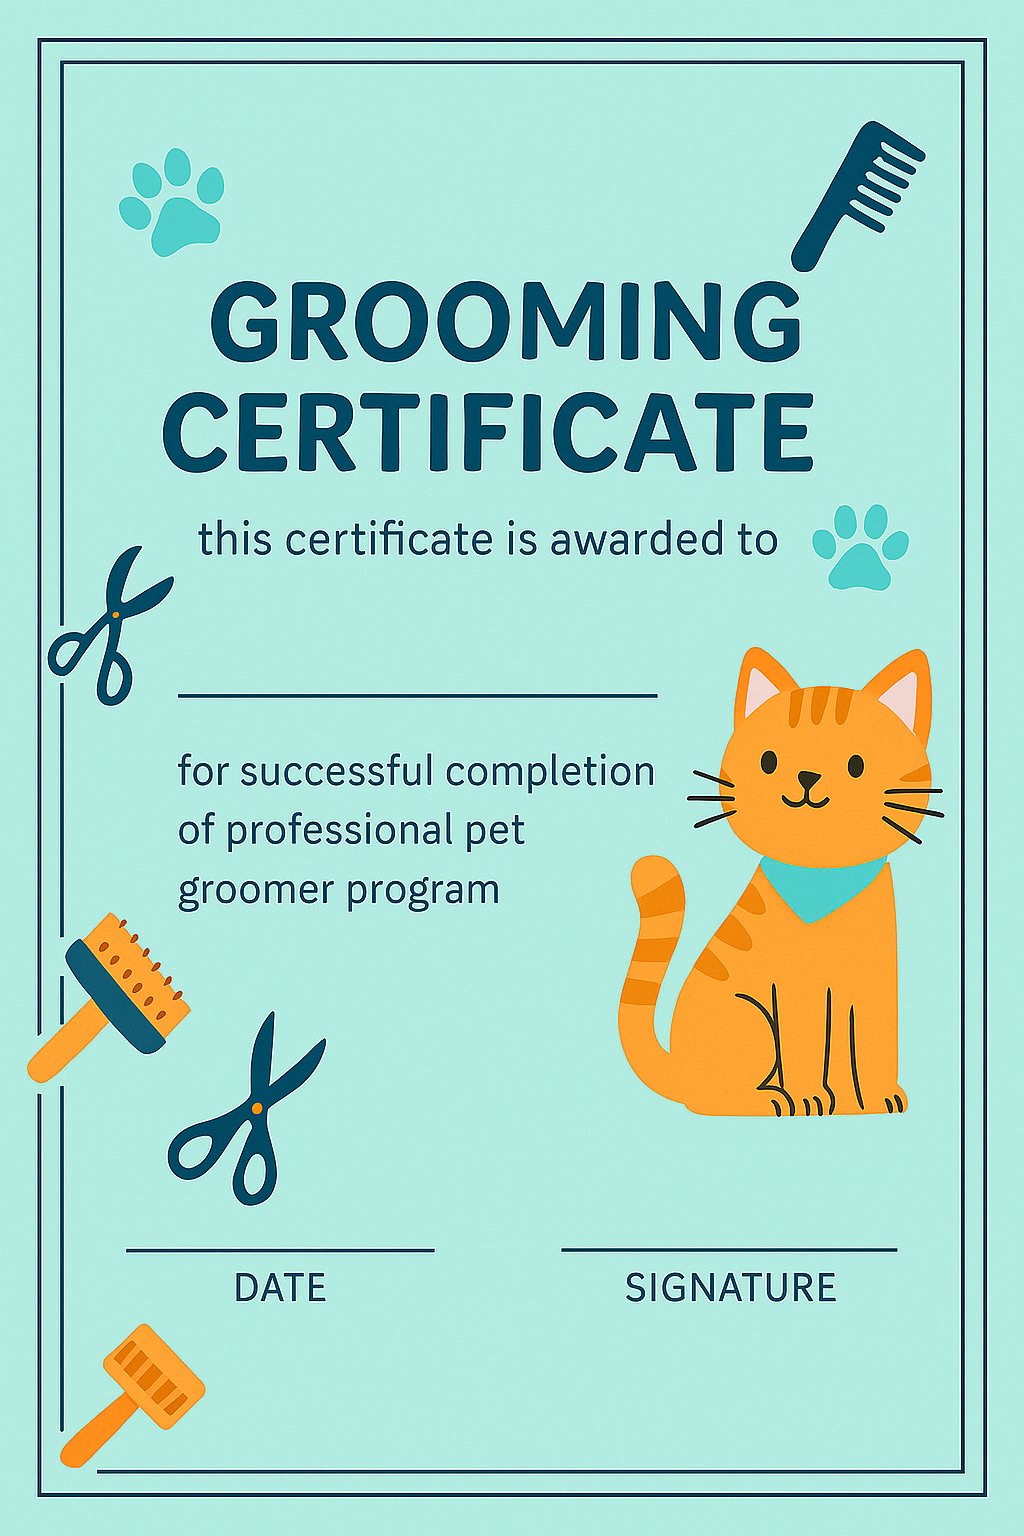 GROOMING
CERTIFICATE
this certificate is awarded to
for successful completion
of professional pet
groomer program
DATE
SIGNATURE